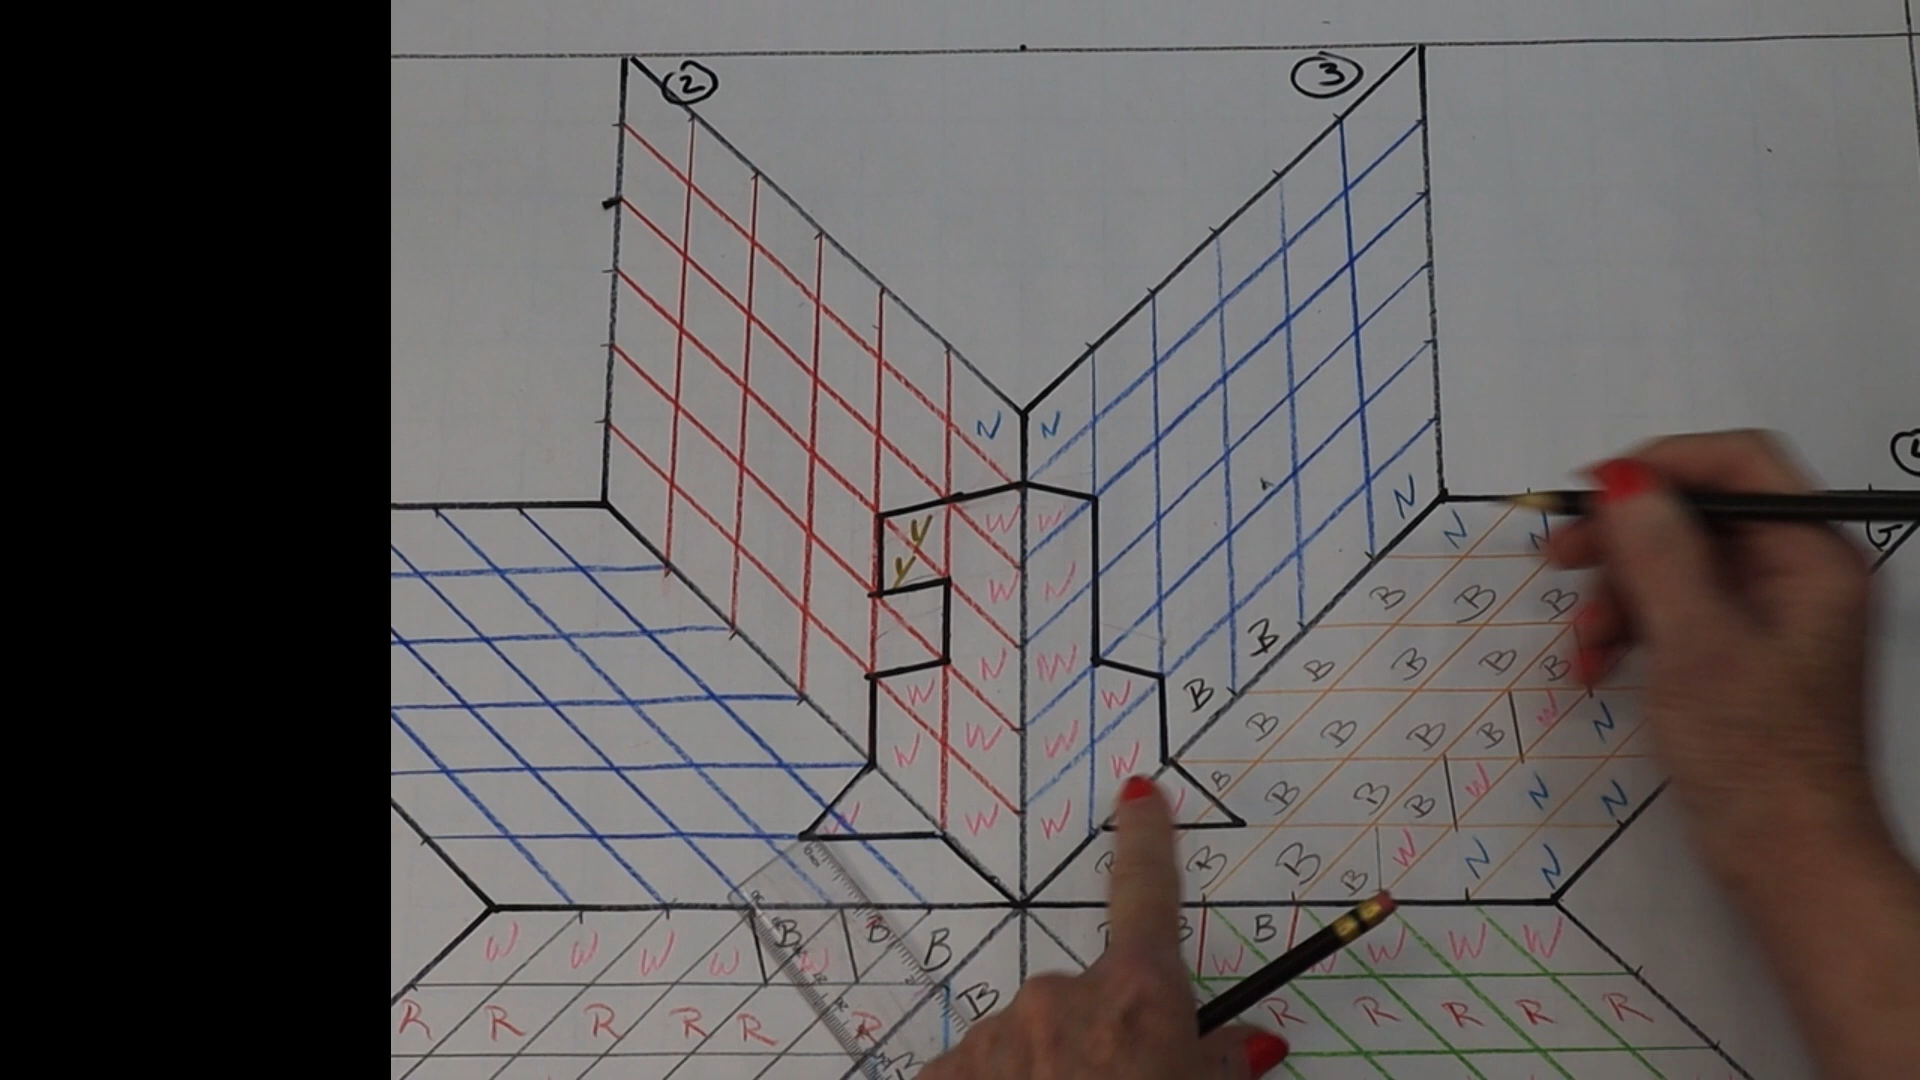 2 3
N N N
N N
W W
Y
Y
W N
B B B
N W B
B B B B
W W B
W N
W W W W B B B B
B B B B W N N
W W W W
B B B W N N
B
B B B B
W W W W W W W W W
B
R R R R R R R R R R R